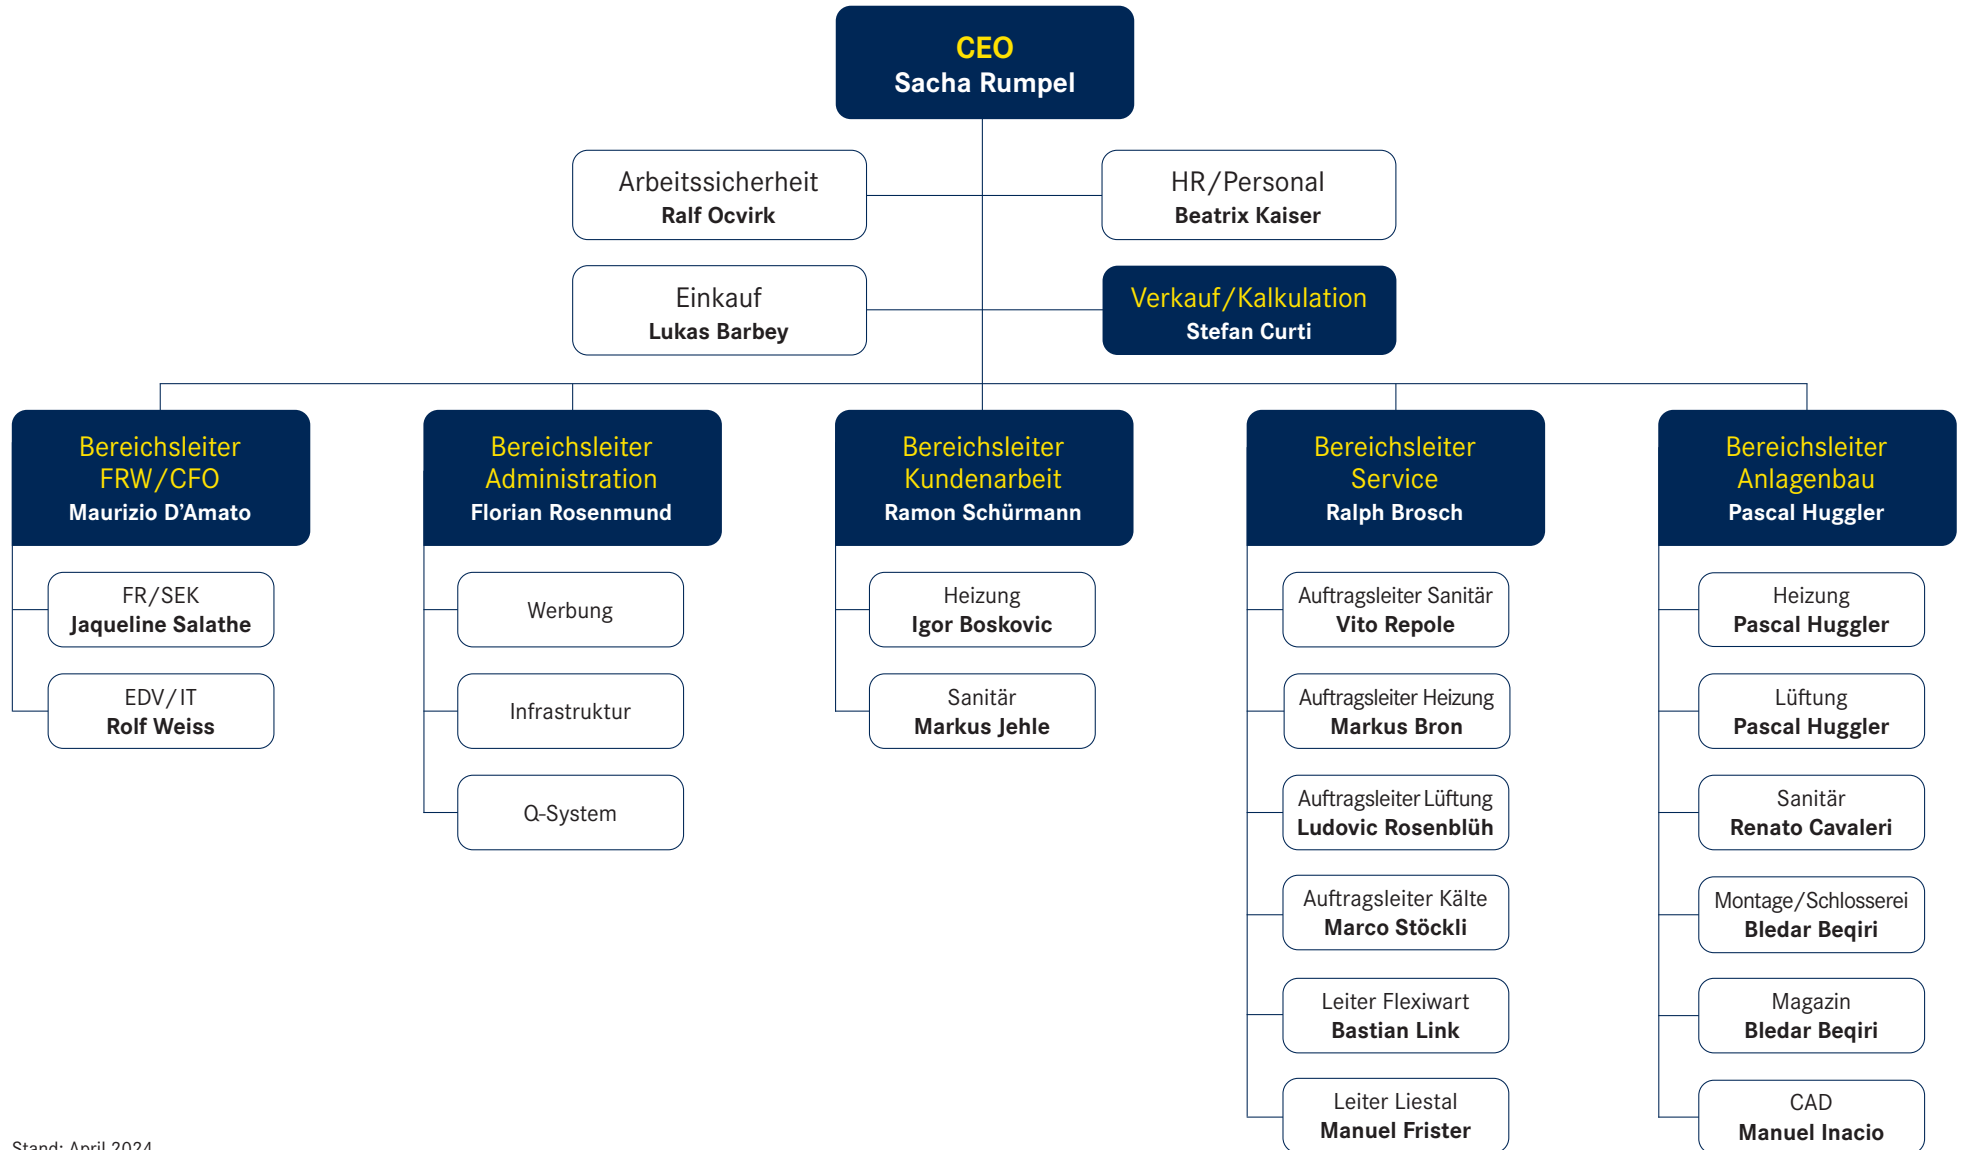 CEO
Sacha Rumpel
Arbeitssicherheit
Ralf Ocvirk
HR/Personal
Beatrix Kaiser
Einkauf
Lukas Barbey
Verkauf/Kalkulation
Stefan Curti
Bereichsleiter
FRW/CFO
Maurizio D’Amato
FR/SEK
Jaqueline Salathe
EDV/IT
Rolf Weiss
Bereichsleiter
Administration
Florian Rosenmund
Werbung
Infrastruktur
Q-System
Bereichsleiter
Kundenarbeit
Ramon Schürmann
Heizung
Igor Boskovic
Sanitär
Markus Jehle
Bereichsleiter
Service
Ralph Brosch
Auftragsleiter Sanitär
Vito Repole
Auftragsleiter Heizung
Markus Bron
Auftragsleiter Lüftung
Ludovic Rosenblüh
Auftragsleiter Kälte
Marco Stöckli
Leiter Flexiwart
Bastian Link
Leiter Liestal
Manuel Frister
Bereichsleiter
Anlagenbau
Pascal Huggler
Heizung
Pascal Huggler
Lüftung
Pascal Huggler
Sanitär
Renato Cavaleri
Montage/Schlosserei
Bledar Beqiri
Magazin
Bledar Beqiri
CAD
Manuel Inacio
Stand: April 2024